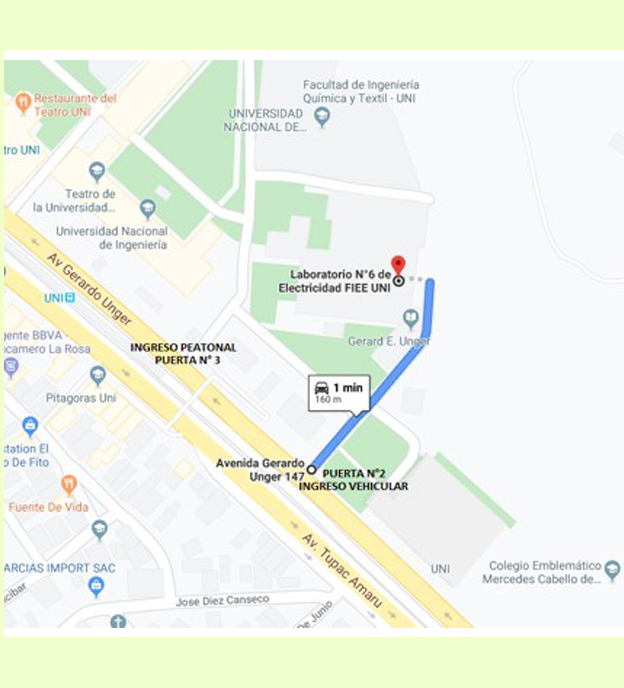 Restaurante del
Teatro UNI
tro UNI
Facultad de Ingeniería
Química y Textil - UNI
UNIVERSIDAD
NACIONAL DE...
Teatro de
la Universidad...
Universidad Nacional
de Ingeniería
Av Gerardo Unger
UNI
Laboratorio N°6 de
Electricidad FIEE UNI
Gerard E. Unger
INGRESO PEATONAL
PUERTA N° 3
gente BBVA -
ncamero La Rosa
Pitagoras Uni
1 min
160 m
station El
o De Fito
Avenida Gerardo
Unger 147
PUERTA N°2
INGRESO VEHICULAR
Fuente De Vida
Av. Tupac Amaru
ARCIAS IMPORT SAC
UNI
Colegio Emblemático
Mercedes Cabello de...
Jose Diez Canseco
De Junio